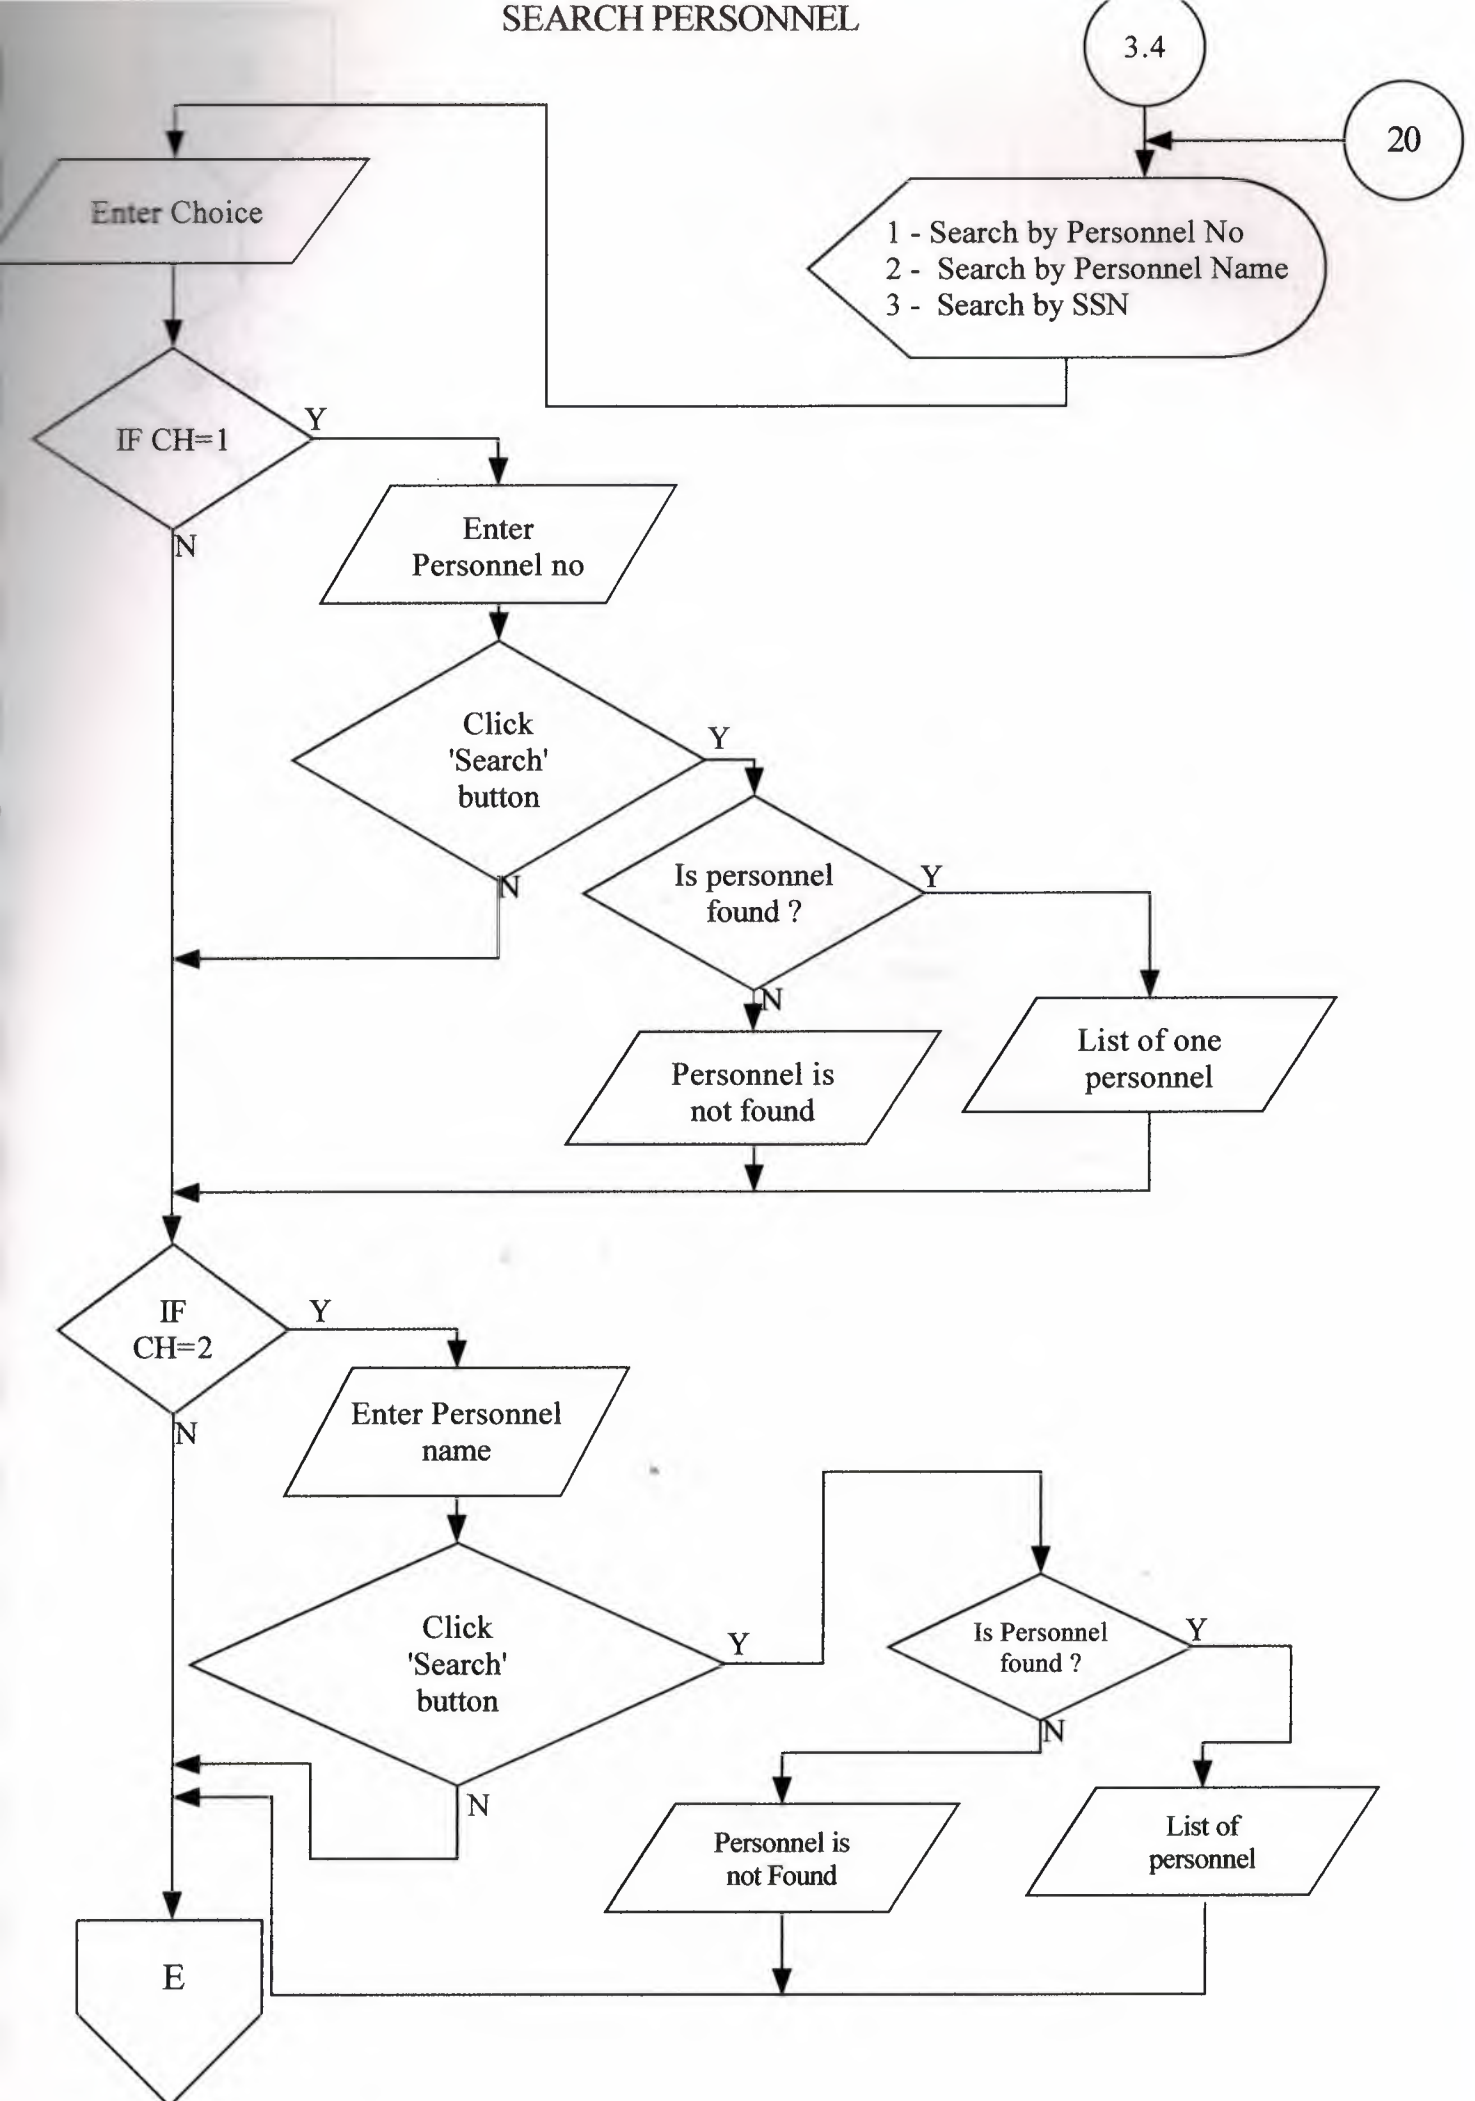 SEARCH PERSONNEL
3.4
20
1 - Search by Personnel No
2 - Search by Personnel Name
3 - Search by SSN
Enter Choice
IF CH=1
Y
N
Enter
Personnel no
Click
'Search'
button
Y
N
Is personnel
found ?
Y
N
Personnel is
not found
List of one
personnel
IF
CH=2
Y
N
Enter Personnel
name
Click
'Search'
button
Y
N
Is Personnel
found ?
Y
N
Personnel is
not Found
List of
personnel
E